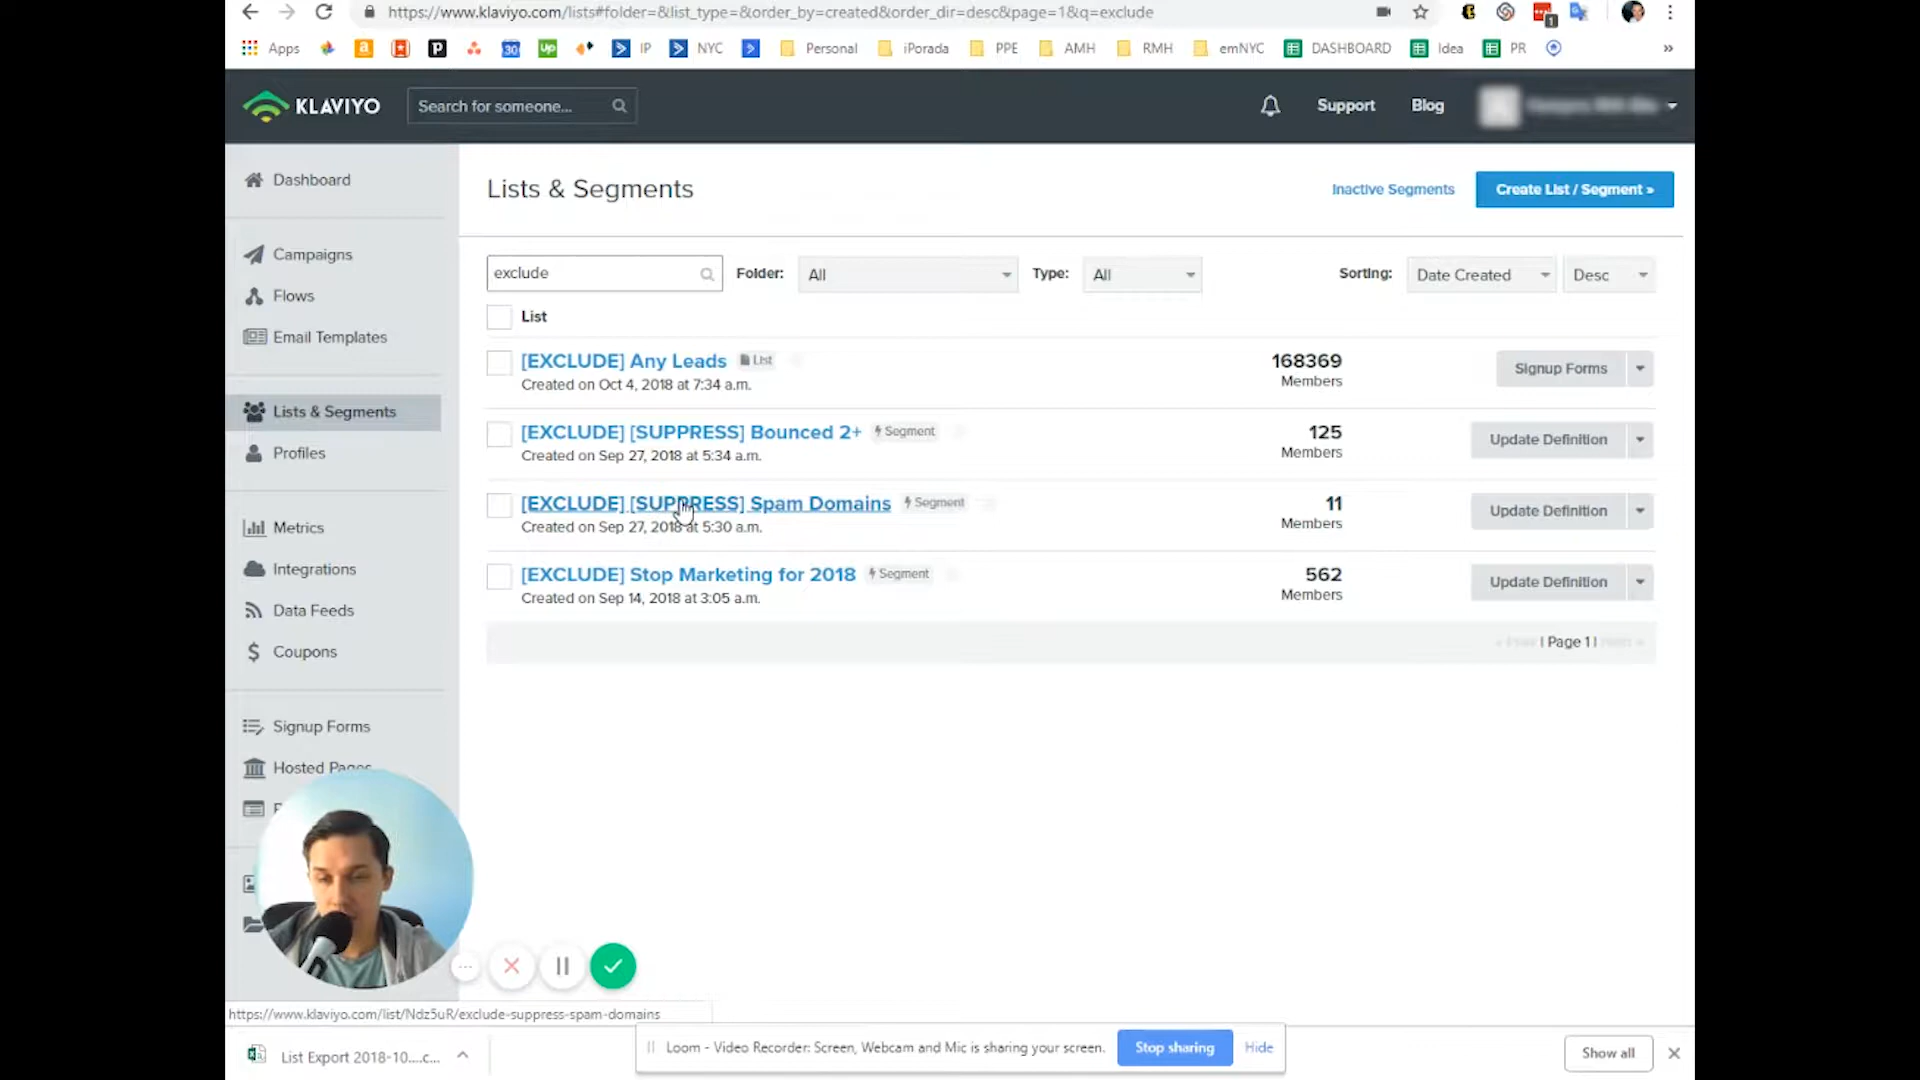 https://www.klaviyo.com/lists#folder=&list_type=&order_by=created&order_dir=desc&page=1&q=exclude
Apps
30
up
IP
NYC
Personal
iPorada
PPE
AMH
RMH
emNYC
DASHBOARD
Idea
PR
»
KLAVIYO
Search for someone...
Support
Blog
Dashboard
Campaigns
Flows
Email Templates
Lists & Segments
Profiles
Metrics
Integrations
Data Feeds
Coupons
Signup Forms
Hosted Pages
Lists & Segments
Inactive Segments
Create List / Segment »
exclude
Folder:
All
Type:
All
Sorting:
Date Created
Desc
List
[EXCLUDE] Any Leads
List
Created on Oct 4, 2018 at 7:34 a.m.
168369
Members
Signup Forms
[EXCLUDE] [SUPPRESS] Bounced 2+
Segment
Created on Sep 27, 2018 at 5:34 a.m.
125
Members
Update Definition
[EXCLUDE] [SUPPRESS] Spam Domains
Segment
Created on Sep 27, 2018 at 5:30 a.m.
11
Members
Update Definition
[EXCLUDE] Stop Marketing for 2018
Segment
Created on Sep 14, 2018 at 3:05 a.m.
562
Members
Update Definition
| Page 1 |
https://www.klaviyo.com/list/Ndz5uR/exclude-suppress-spam-domains
List Export 2018-10....c...
Loom - Video Recorder: Screen, Webcam and Mic is sharing your screen.
Stop sharing
Hide
Show all